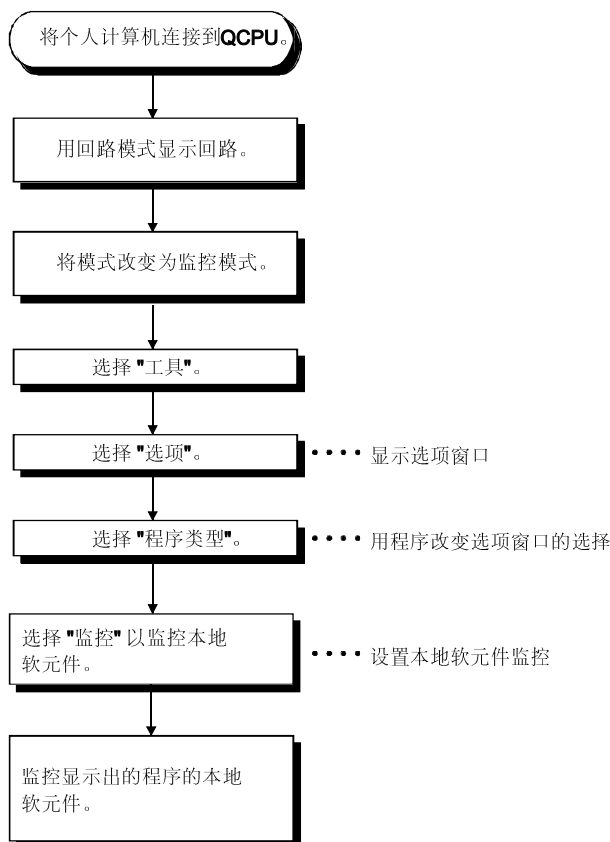 将个人计算机连接到QCPU。
用回路模式显示回路。
将模式改变为监控模式。
选择 "工具"。
选择 "选项"。
显示选项窗口
选择 "程序类型"。
用程序改变选项窗口的选择
选择 "监控" 以监控本地
软元件。
设置本地软元件监控
监控显示出的程序的本地
软元件。